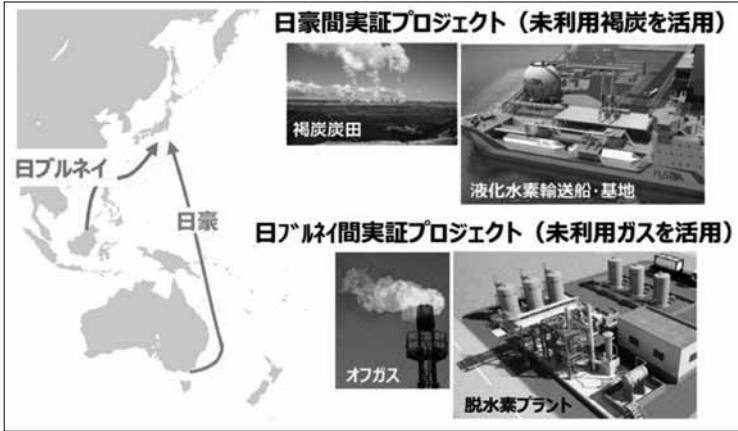 日豪間実証プロジェクト（未利用褐炭を活用）
褐炭炭田
液化水素輸送船・基地
日ブルネイ
日豪
日ﾌﾞﾙﾈｲ間実証プロジェクト（未利用ガスを活用）
オフガス
脱水素プラント